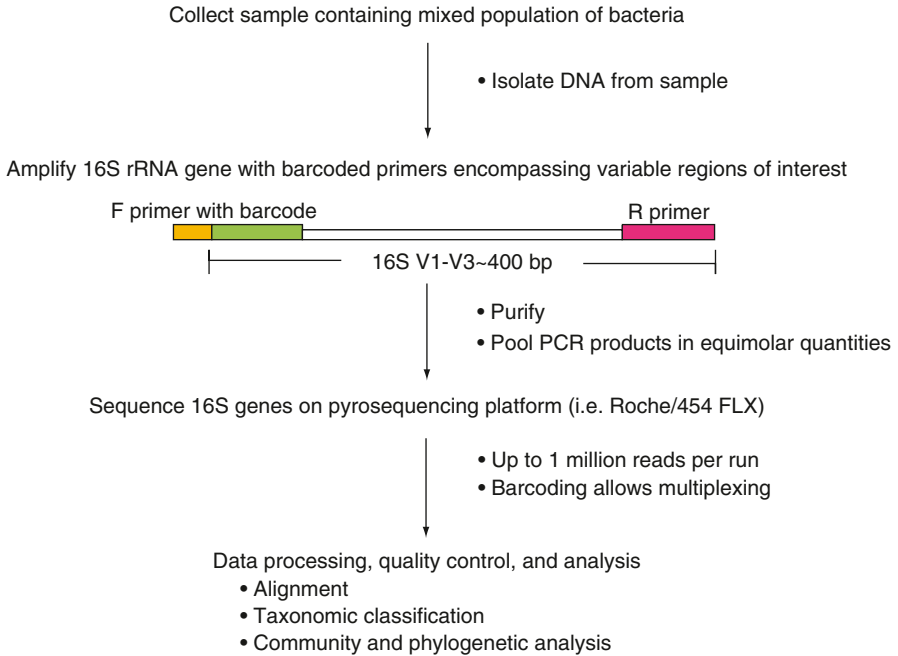 Collect sample containing mixed population of bacteria
• Isolate DNA from sample
Amplify 16S rRNA gene with barcoded primers encompassing variable regions of interest
F primer with barcode
R primer
16S V1-V3~400 bp
• Purify
• Pool PCR products in equimolar quantities
Sequence 16S genes on pyrosequencing platform (i.e. Roche/454 FLX)
• Up to 1 million reads per run
• Barcoding allows multiplexing
Data processing, quality control, and analysis
• Alignment
• Taxonomic classification
• Community and phylogenetic analysis